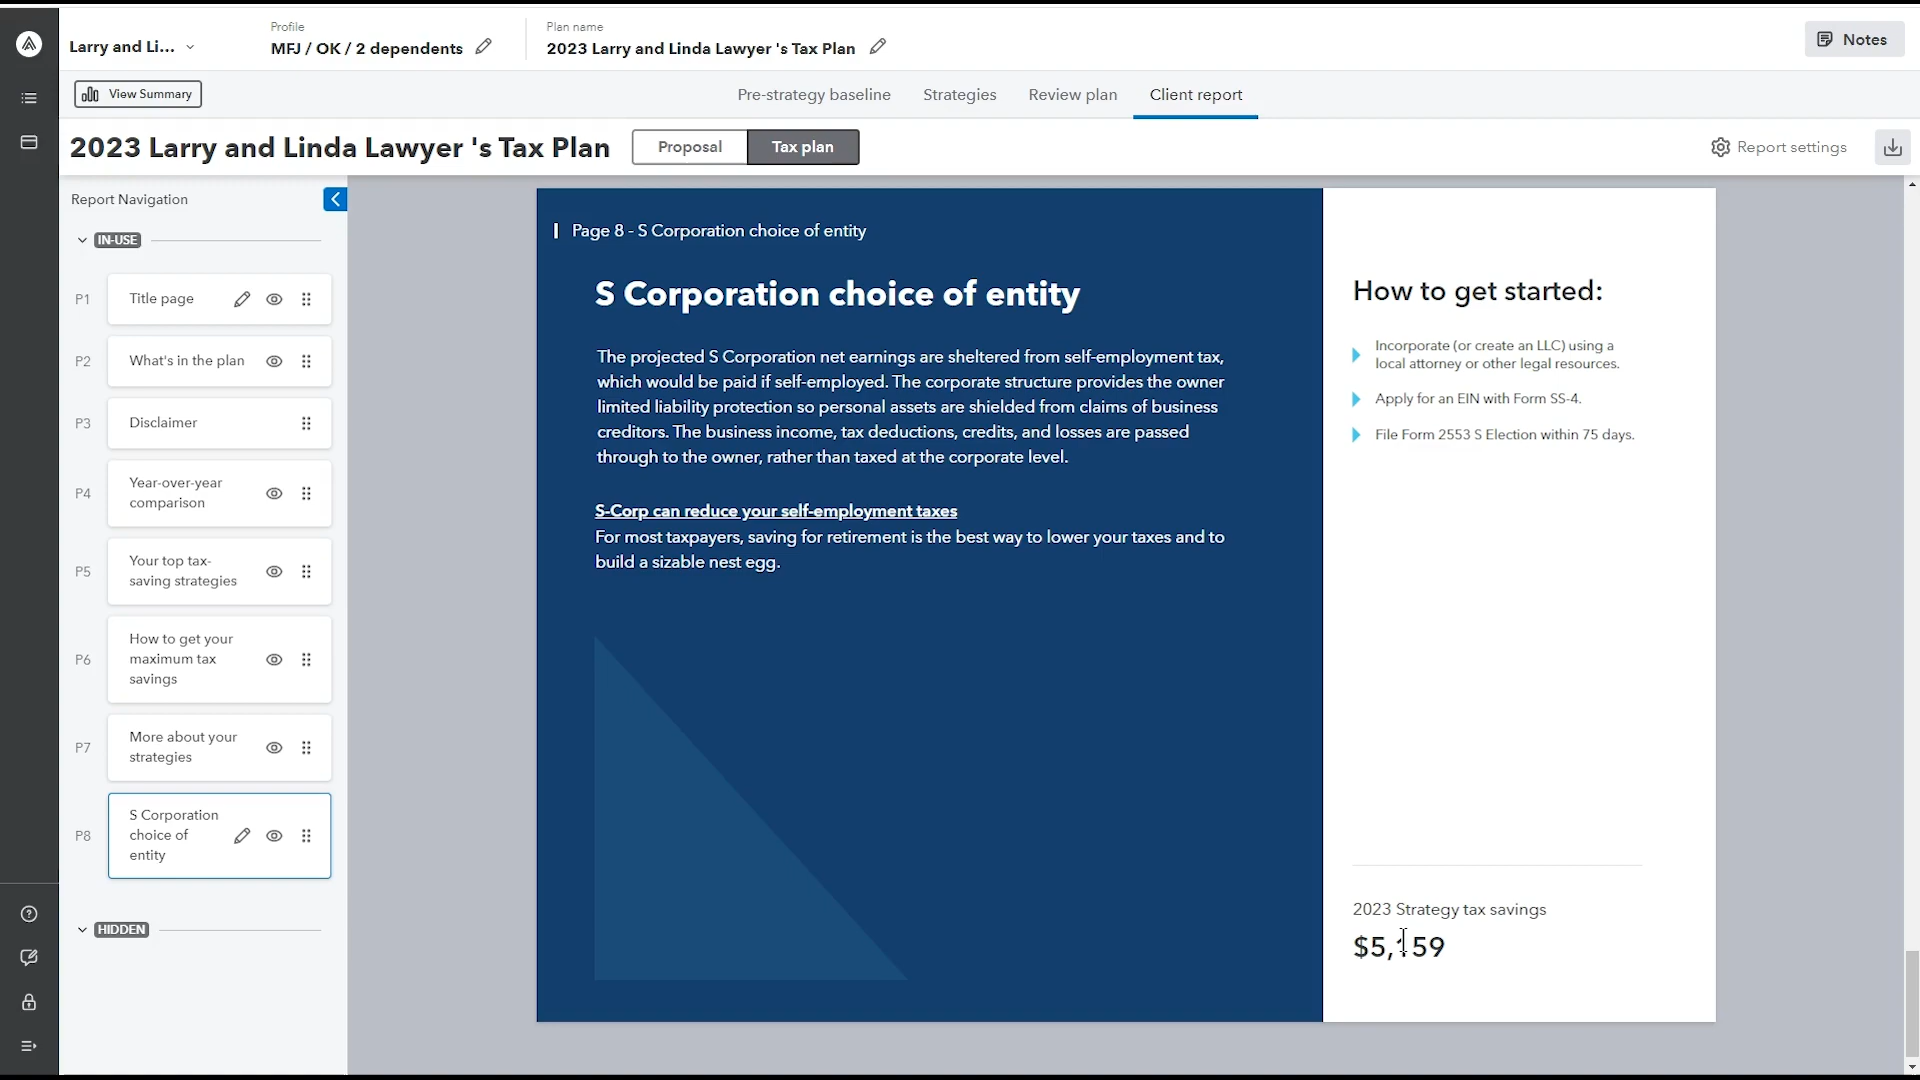 Larry and Li...
Profile
MFJ / OK / 2 dependents
Plan name
2023 Larry and Linda Lawyer 's Tax Plan
Notes
View Summary
Pre-strategy baseline
Strategies
Review plan
Client report
2023 Larry and Linda Lawyer 's Tax Plan
Proposal
Tax plan
Report settings
Report Navigation
IN-USE
P1
Title page
P2
What's in the plan
P3
Disclaimer
P4
Year-over-year
comparison
P5
Your top tax-
saving strategies
P6
How to get your
maximum tax
savings
P7
More about your
strategies
P8
S Corporation
choice of
entity
HIDDEN
Page 8 - S Corporation choice of entity
S Corporation choice of entity
The projected S Corporation net earnings are sheltered from self-employment tax,
which would be paid if self-employed. The corporate structure provides the owner
limited liability protection so personal assets are shielded from claims of business
creditors. The business income, tax deductions, credits, and losses are passed
through to the owner, rather than taxed at the corporate level.
S-Corp can reduce your self-employment taxes
For most taxpayers, saving for retirement is the best way to lower your taxes and to
build a sizable nest egg.
How to get started:
Incorporate (or create an LLC) using a
local attorney or other legal resources.
Apply for an EIN with Form SS-4.
File Form 2553 S Election within 75 days.
2023 Strategy tax savings